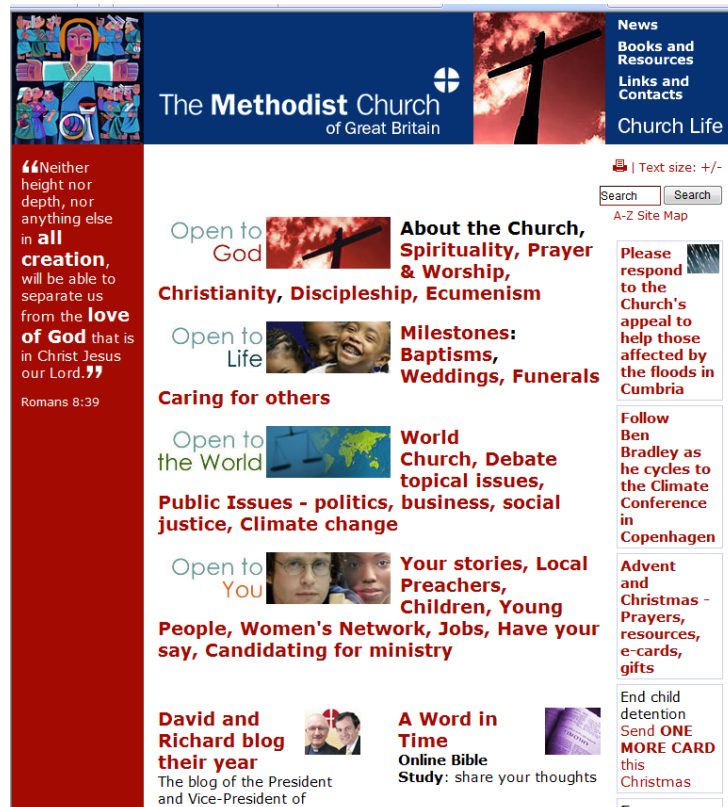 The Methodist Church
of Great Britain
News
Books and
Resources
Links and
Contacts
Church Life
“Neither
height nor
depth, nor
anything else
in all
creation,
will be able to
separate us
from the love
of God that is
in Christ Jesus
our Lord.”
Romans 8:39
| Text size: +/-
Search Search
A-Z Site Map
Open to
God
About the Church,
Spirituality, Prayer
& Worship,
Christianity, Discipleship, Ecumenism
Open to
Life
Milestones:
Baptisms,
Weddings, Funerals
Caring for others
Open to
the World
World
Church, Debate
topical issues,
Public Issues - politics, business, social
justice, Climate change
Open to
You
Your stories, Local
Preachers,
Children, Young
People, Women's Network, Jobs, Have your
say, Candidating for ministry
David and
Richard blog
their year
The blog of the President
and Vice-President of
A Word in
Time
Online Bible
Study: share your thoughts
Please
respond
to the
Church's
appeal to
help those
affected by
the floods in
Cumbria
Follow
Ben
Bradley as
he cycles to
the Climate
Conference
in
Copenhagen
Advent
and
Christmas -
Prayers,
resources,
e-cards,
gifts
End child
detention
Send ONE
MORE CARD
this
Christmas